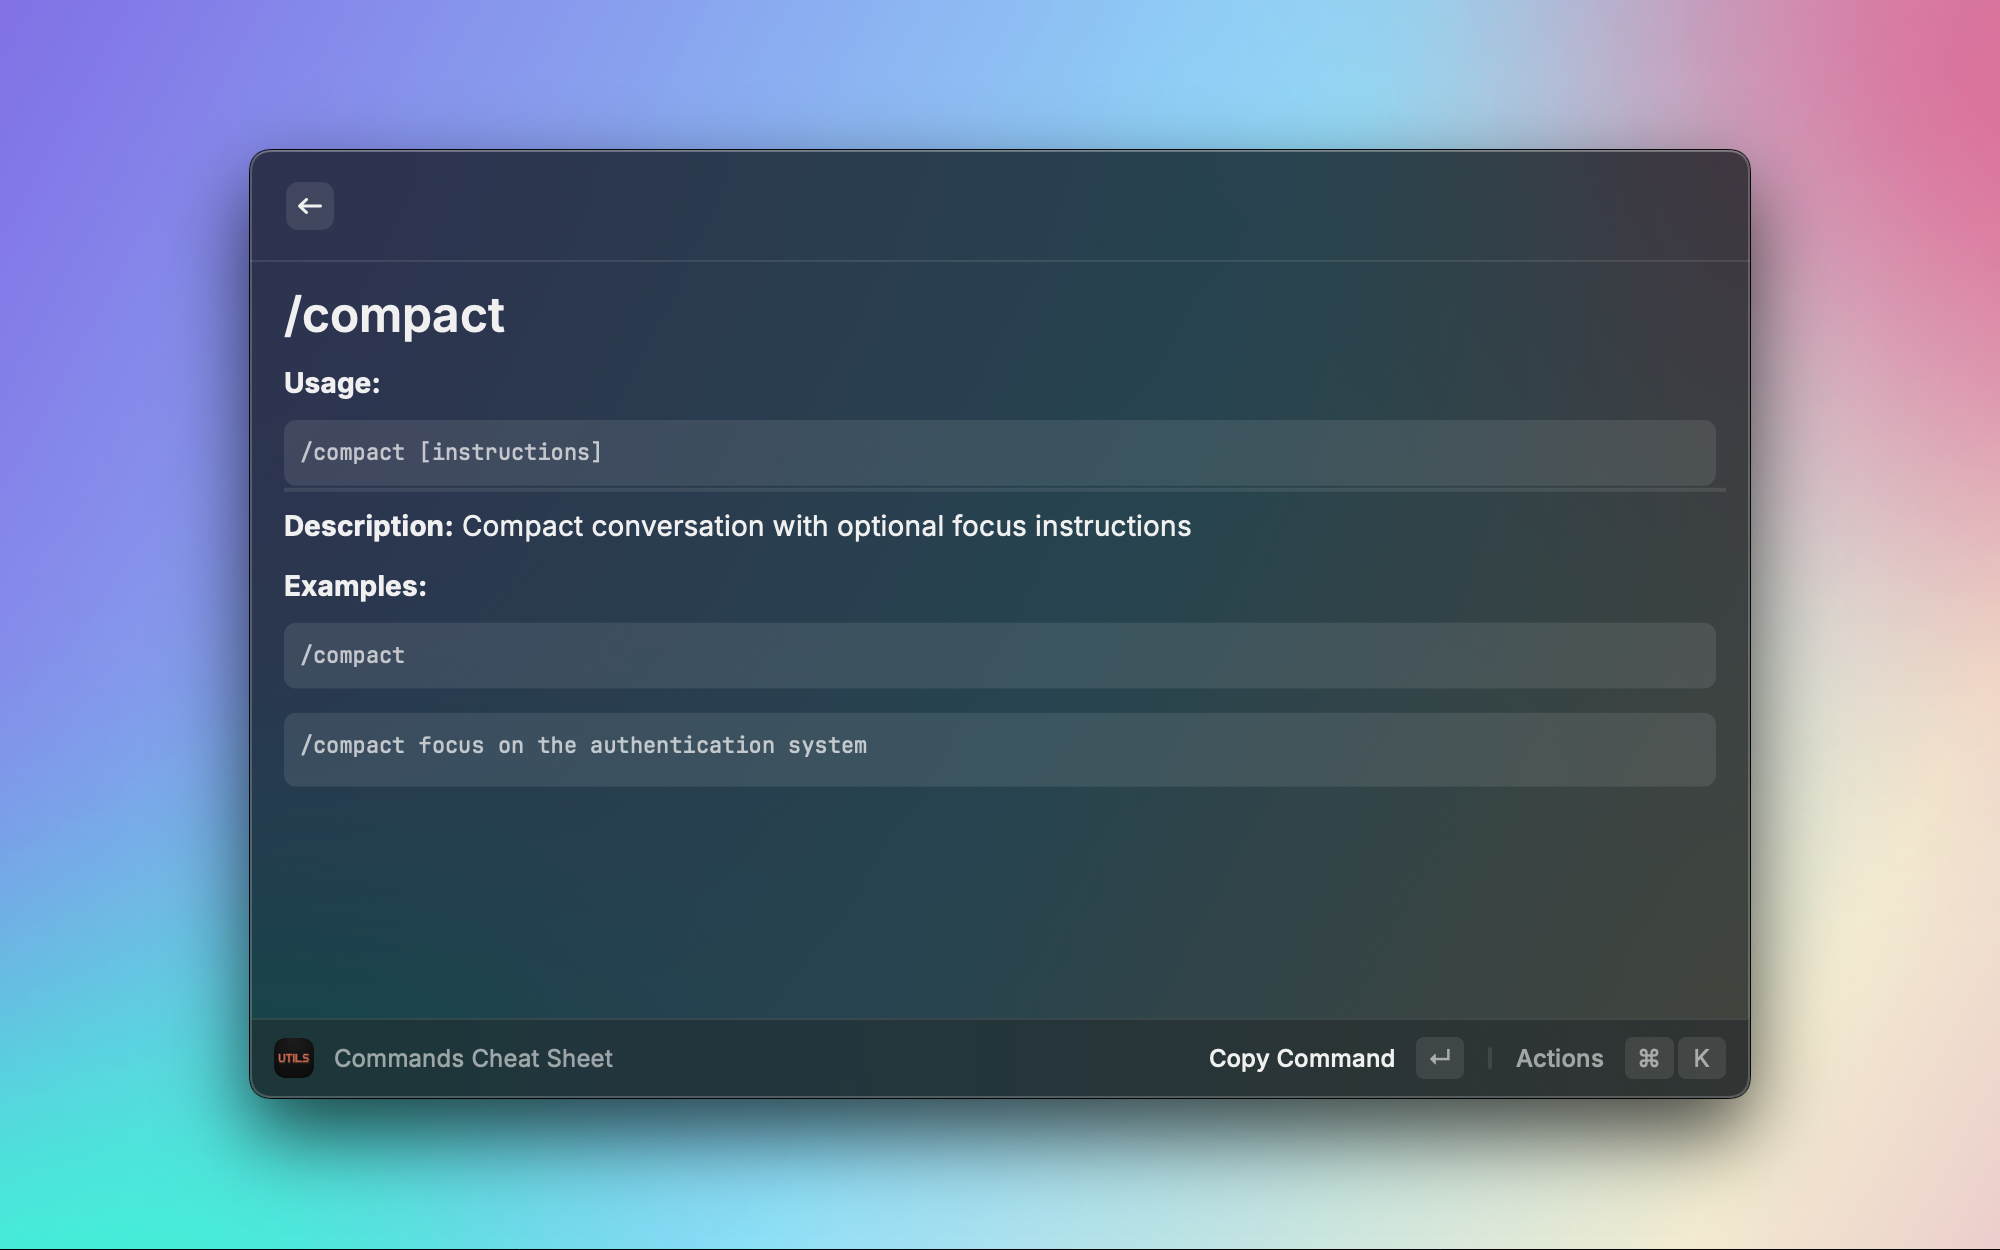 /compact
Usage:
/compact [instructions]
Description: Compact conversation with optional focus instructions
Examples:
/compact
/compact focus on the authentication system
UTILS
Commands Cheat Sheet
Copy Command ↵
Actions ⌘ K